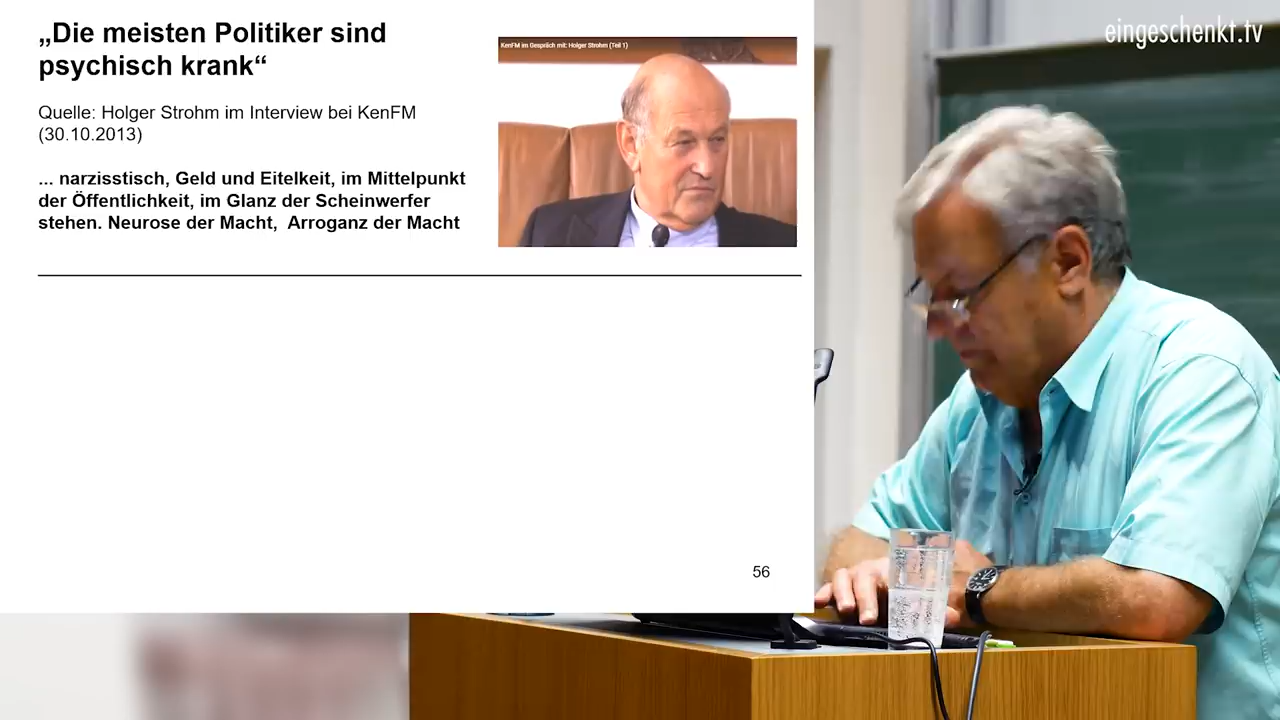 „Die meisten Politiker sind
psychisch krank“
Quelle: Holger Strohm im Interview bei KenFM
(30.10.2013)
... narzisstisch, Geld und Eitelkeit, im Mittelpunkt
der Öffentlichkeit, im Glanz der Scheinwerfer
stehen. Neurose der Macht,  Arroganz der Macht
KenFM im Gespräch mit: Holger Strohm (Teil 1)
56
eingeschenkt.tv